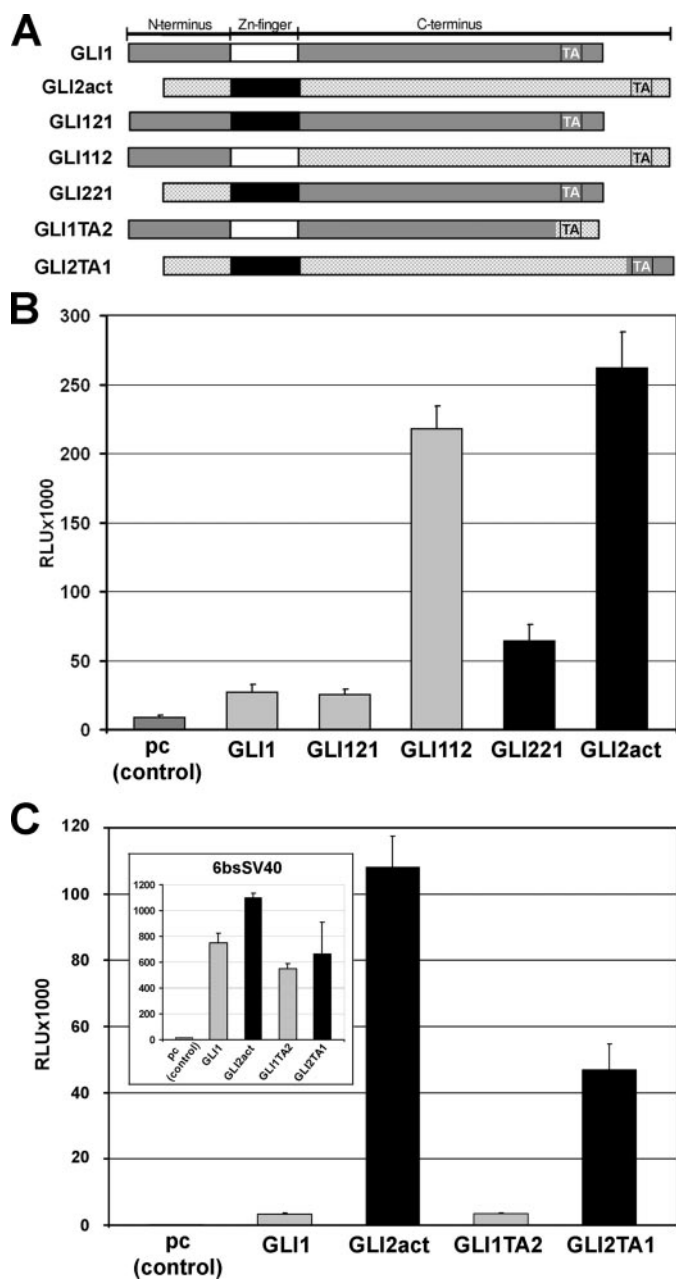 A
N-terminus Zn-finger C-terminus
GLI1 TA
GLI2act TA
GLI121 TA
GLI112 TA
GLI221 TA
GLI1TA2 TA
GLI2TA1 TA
B
300
250
200
150
100
50
0
RLUx1000
pc (control) GLI1 GLI121 GLI112 GLI221 GLI2act
C
120
100
80
60
40
20
0
RLUx1000
6bsSV40
1200
1000
800
600
400
200
0
pc (control) GLI1 GLI2act GLI1TA2 GLI2TA1
pc (control) GLI1 GLI2act GLI1TA2 GLI2TA1